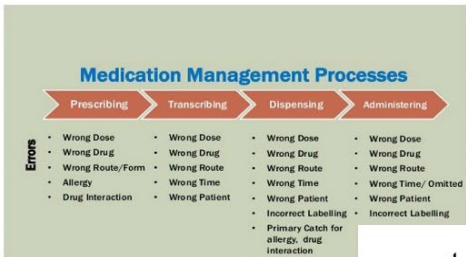 Medication Management Processes
Prescribing
Transcribing
Dispensing
Administering
Errors
• Wrong Dose
• Wrong Drug
• Wrong Route/Form
• Allergy
• Drug Interaction
• Wrong Dose
• Wrong Drug
• Wrong Route
• Wrong Time
• Wrong Patient
• Wrong Dose
• Wrong Drug
• Wrong Route
• Wrong Time
• Wrong Patient
• Incorrect Labelling
• Primary Catch for
allergy, drug
interaction
• Wrong Dose
• Wrong Drug
• Wrong Route
• Wrong Time/ Omitted
• Wrong Patient
• Incorrect Labelling